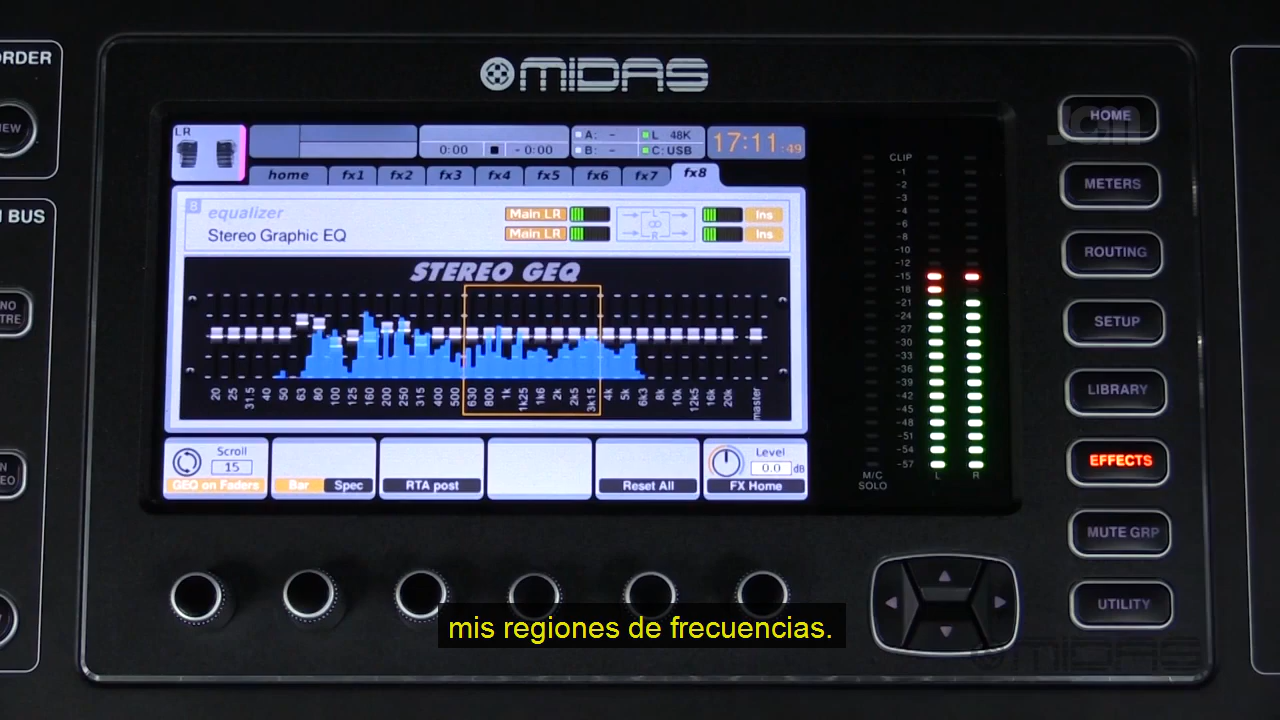 MIDAS
ORDER
EW
BUS
NO
TRE
N
EO
LR
0:00 - 0:00
A: - L 48K
B: - C: USB
17:11:49
home fx1 fx2 fx3 fx4 fx5 fx6 fx7 fx8
8 equalizer
Stereo Graphic EQ
Main LR L Ins
Main LR R Ins
STEREO GEQ
20 25 31.5 40 50 63 80 100 125 160 200 250 315 400 500 630 800 1k 1k25 1k6 2k 2k5 3k15 4k 5k 6k3 8k 10k 12k5 16k 20k master
Scroll
15
GEQ on Faders
Bar Spec
RTA post
Reset All
Level
0.0 dB
FX Home
CLIP
-1
-2
-3
-4
-6
-8
-10
-12
-15
-18
-21
-24
-27
-30
-33
-36
-39
-42
-45
-48
-51
-54
-57
M/C
SOLO
L R
HOME
METERS
ROUTING
SETUP
LIBRARY
EFFECTS
MUTE GRP
UTILITY
mis regiones de frecuencias.
MIDAS